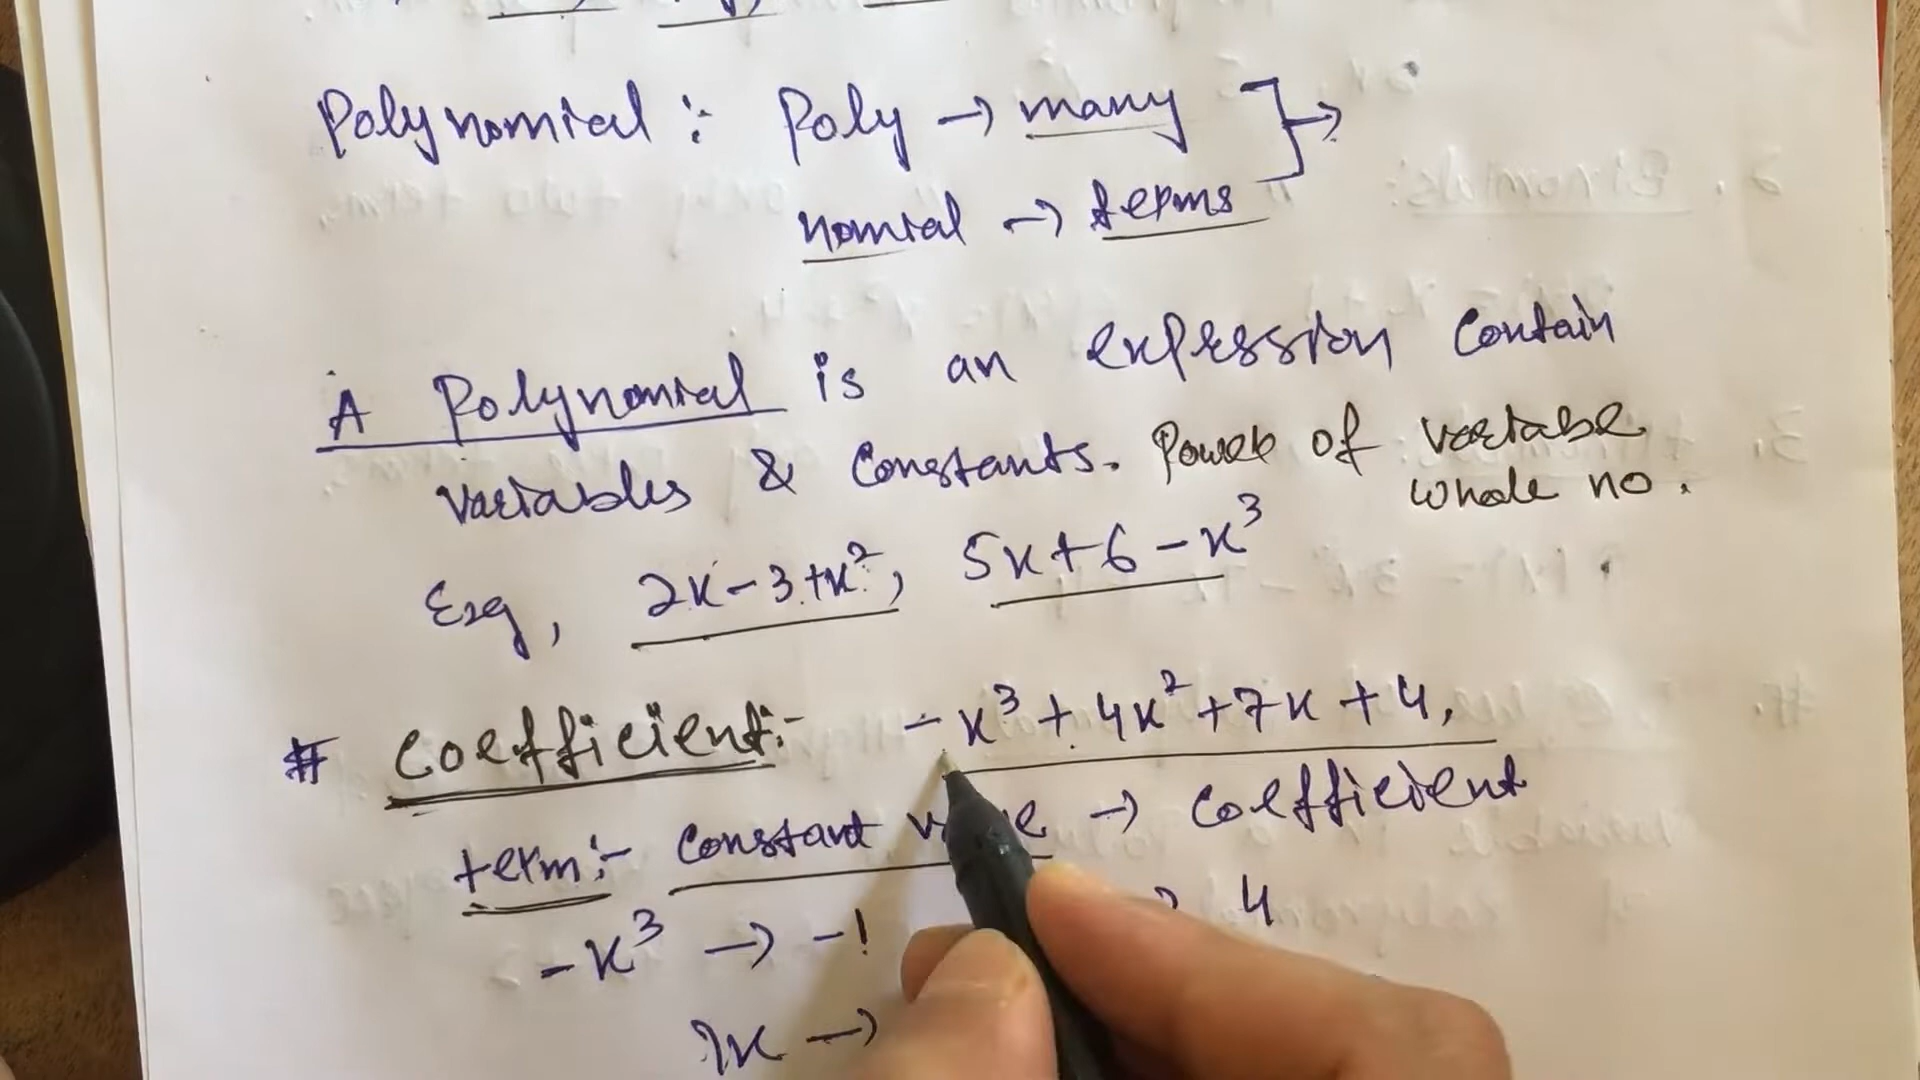 Polynomial :- Poly → many
nomial → terms
A Polynomial is an expression contain
variables & Constants. Power of variable
whole no.
Eg, 2x-3+x², 5x+6-x³
# Coefficient:- -x³ + 4x² + 7x + 4,
term:- Constant → Coefficient
-x³ → -1 4
7x →